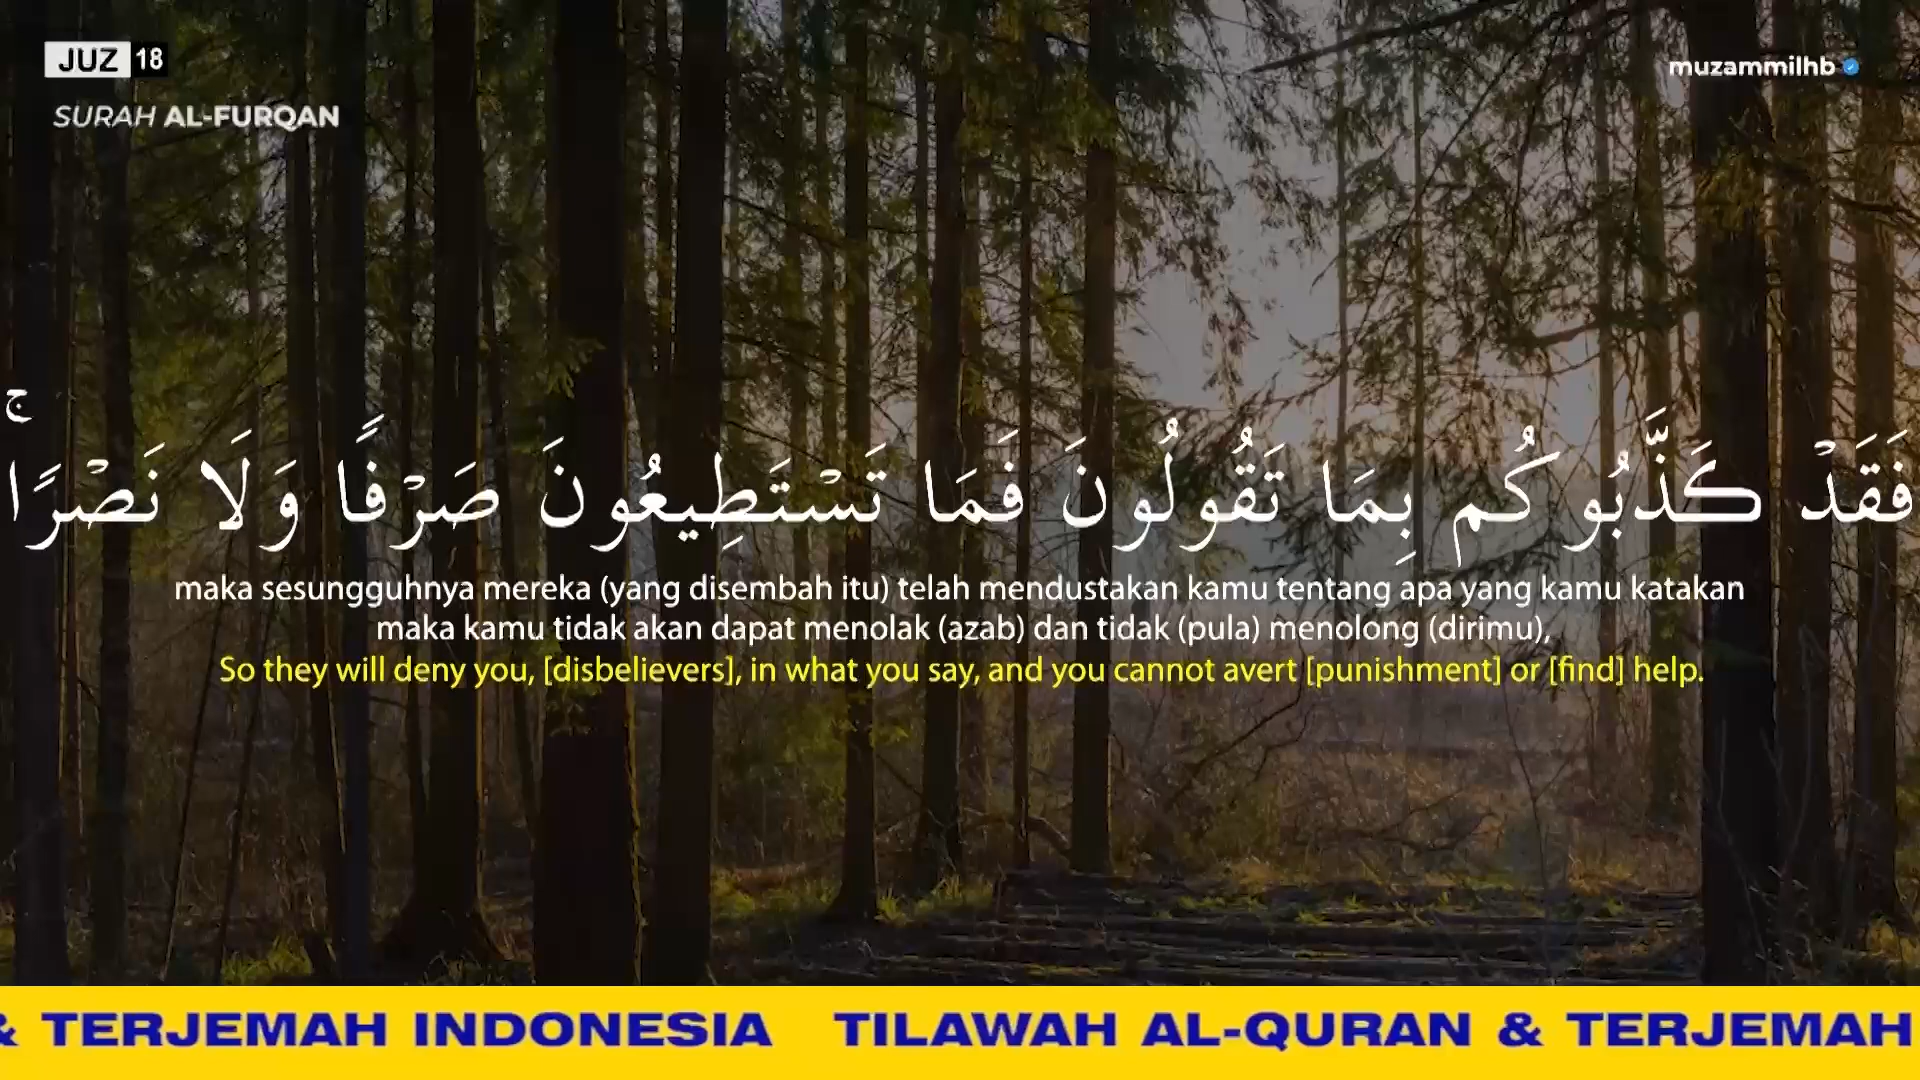 JUZ 18
muzammilhb
SURAH AL-FURQAN
فَقَدْ كَذَّبُوكُم بِمَا تَقُولُونَ فَمَا تَسْتَطِيعُونَ صَرْفًا وَلَا نَصْرًاۚ
maka sesungguhnya mereka (yang disembah itu) telah mendustakan kamu tentang apa yang kamu katakan
maka kamu tidak akan dapat menolak (azab) dan tidak (pula) menolong (dirimu),
So they will deny you, [disbelievers], in what you say, and you cannot avert [punishment] or [find] help.
& TERJEMAH INDONESIA TILAWAH AL-QURAN & TERJEMAH